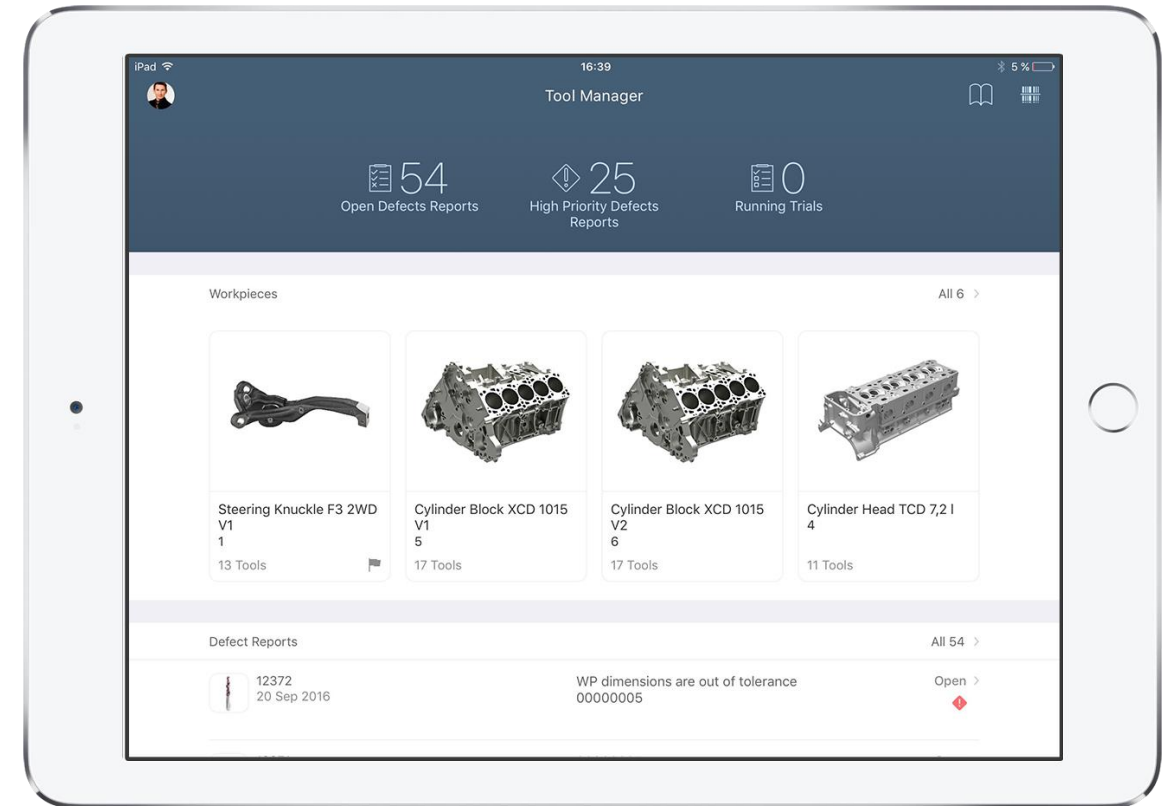 iPad
16:39
5 %
Tool Manager
54
Open Defects Reports
25
High Priority Defects
Reports
0
Running Trials
Workpieces
All 6
Steering Knuckle F3 2WD
V1
1
13 Tools
Cylinder Block XCD 1015
V1
5
17 Tools
Cylinder Block XCD 1015
V2
6
17 Tools
Cylinder Head TCD 7,2 l
4
11 Tools
Defect Reports
All 54
12372
20 Sep 2016
WP dimensions are out of tolerance
00000005
Open